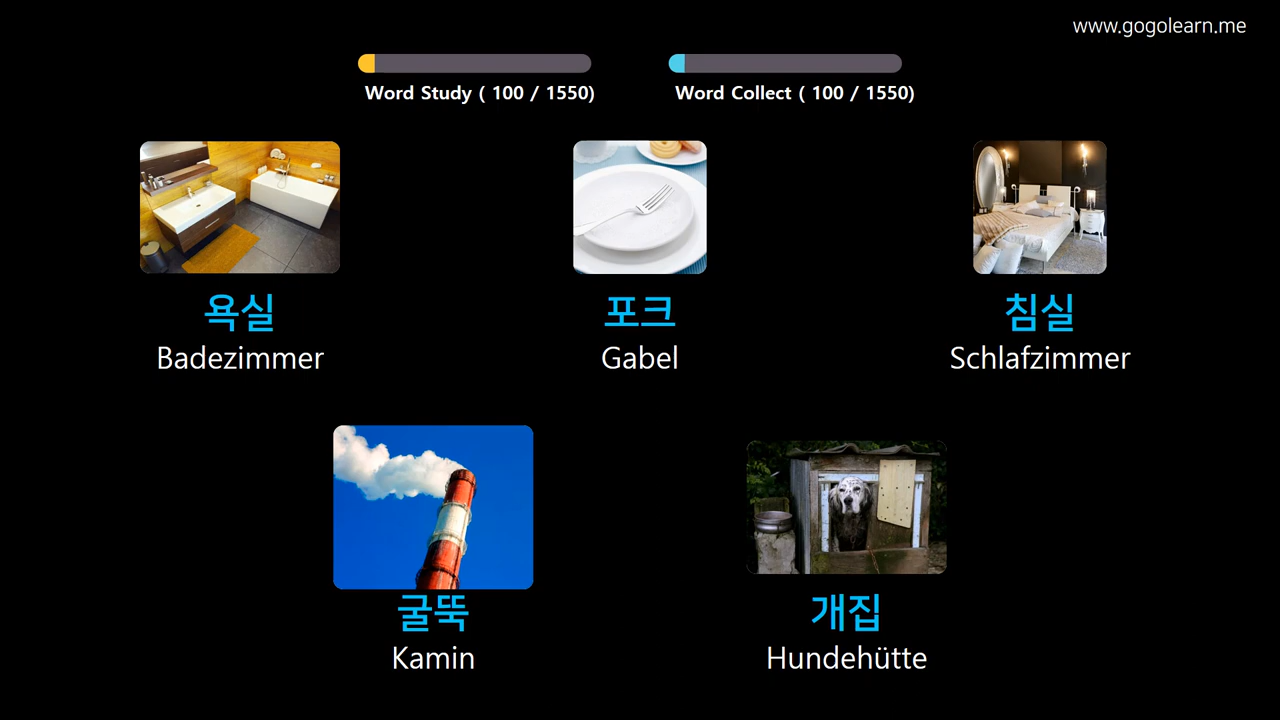 www.gogolearn.me
Word Study ( 100 / 1550)
Word Collect ( 100 / 1550)
욕실
Badezimmer
포크
Gabel
침실
Schlafzimmer
굴뚝
Kamin
개집
Hundehütte